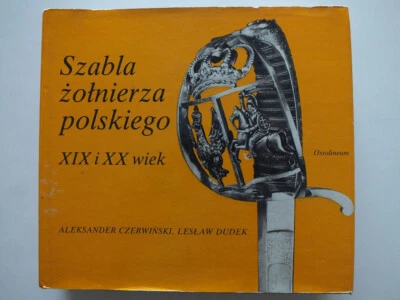 Szabla
żołnierza
polskiego
XIX i XX wiek
Ossolineum
ALEKSANDER CZERWIŃSKI, LESŁAW DUDEK